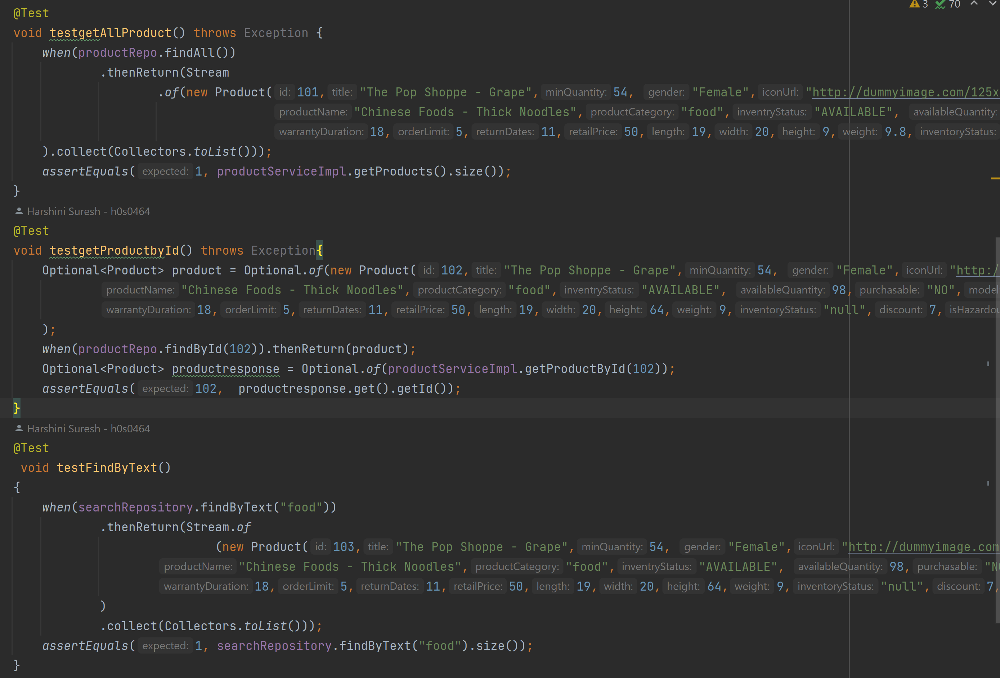 3 70
@Test
void testgetAllProduct() throws Exception {
when(productRepo.findAll())
.thenReturn(Stream
.of(new Product( id: 101, title: "The Pop Shoppe - Grape", minQuantity: 54, gender: "Female", iconUrl: "http://dummyimage.com/125x
productName: "Chinese Foods - Thick Noodles", productCategory: "food", inventryStatus: "AVAILABLE", availableQuantity:
warrantyDuration: 18, orderLimit: 5, returnDates: 11, retailPrice: 50, length: 19, width: 20, height: 9, weight: 9.8, inventoryStatus:
).collect(Collectors.toList()));
assertEquals( expected: 1, productServiceImpl.getProducts().size());
}
Harshini Suresh - h0s0464
@Test
void testgetProductbyId() throws Exception{
Optional<Product> product = Optional.of(new Product( id: 102, title: "The Pop Shoppe - Grape", minQuantity: 54, gender: "Female", iconUrl: "http:/
productName: "Chinese Foods - Thick Noodles", productCategory: "food", inventryStatus: "AVAILABLE", availableQuantity: 98, purchasable: "NO", model:
warrantyDuration: 18, orderLimit: 5, returnDates: 11, retailPrice: 50, length: 19, width: 20, height: 64, weight: 9, inventoryStatus: "null", discount: 7, isHazardou
);
when(productRepo.findById(102)).thenReturn(product);
Optional<Product> productresponse = Optional.of(productServiceImpl.getProductById(102));
assertEquals( expected: 102, productresponse.get().getId());
}
Harshini Suresh - h0s0464
@Test
void testFindByText()
{
when(searchRepository.findByText("food"))
.thenReturn(Stream.of
(new Product( id: 103, title: "The Pop Shoppe - Grape", minQuantity: 54, gender: "Female", iconUrl: "http://dummyimage.com
productName: "Chinese Foods - Thick Noodles", productCategory: "food", inventryStatus: "AVAILABLE", availableQuantity: 98, purchasable: "N
warrantyDuration: 18, orderLimit: 5, returnDates: 11, retailPrice: 50, length: 19, width: 20, height: 64, weight: 9, inventoryStatus: "null", discount: 7,
)
.collect(Collectors.toList()));
assertEquals( expected: 1, searchRepository.findByText("food").size());
}